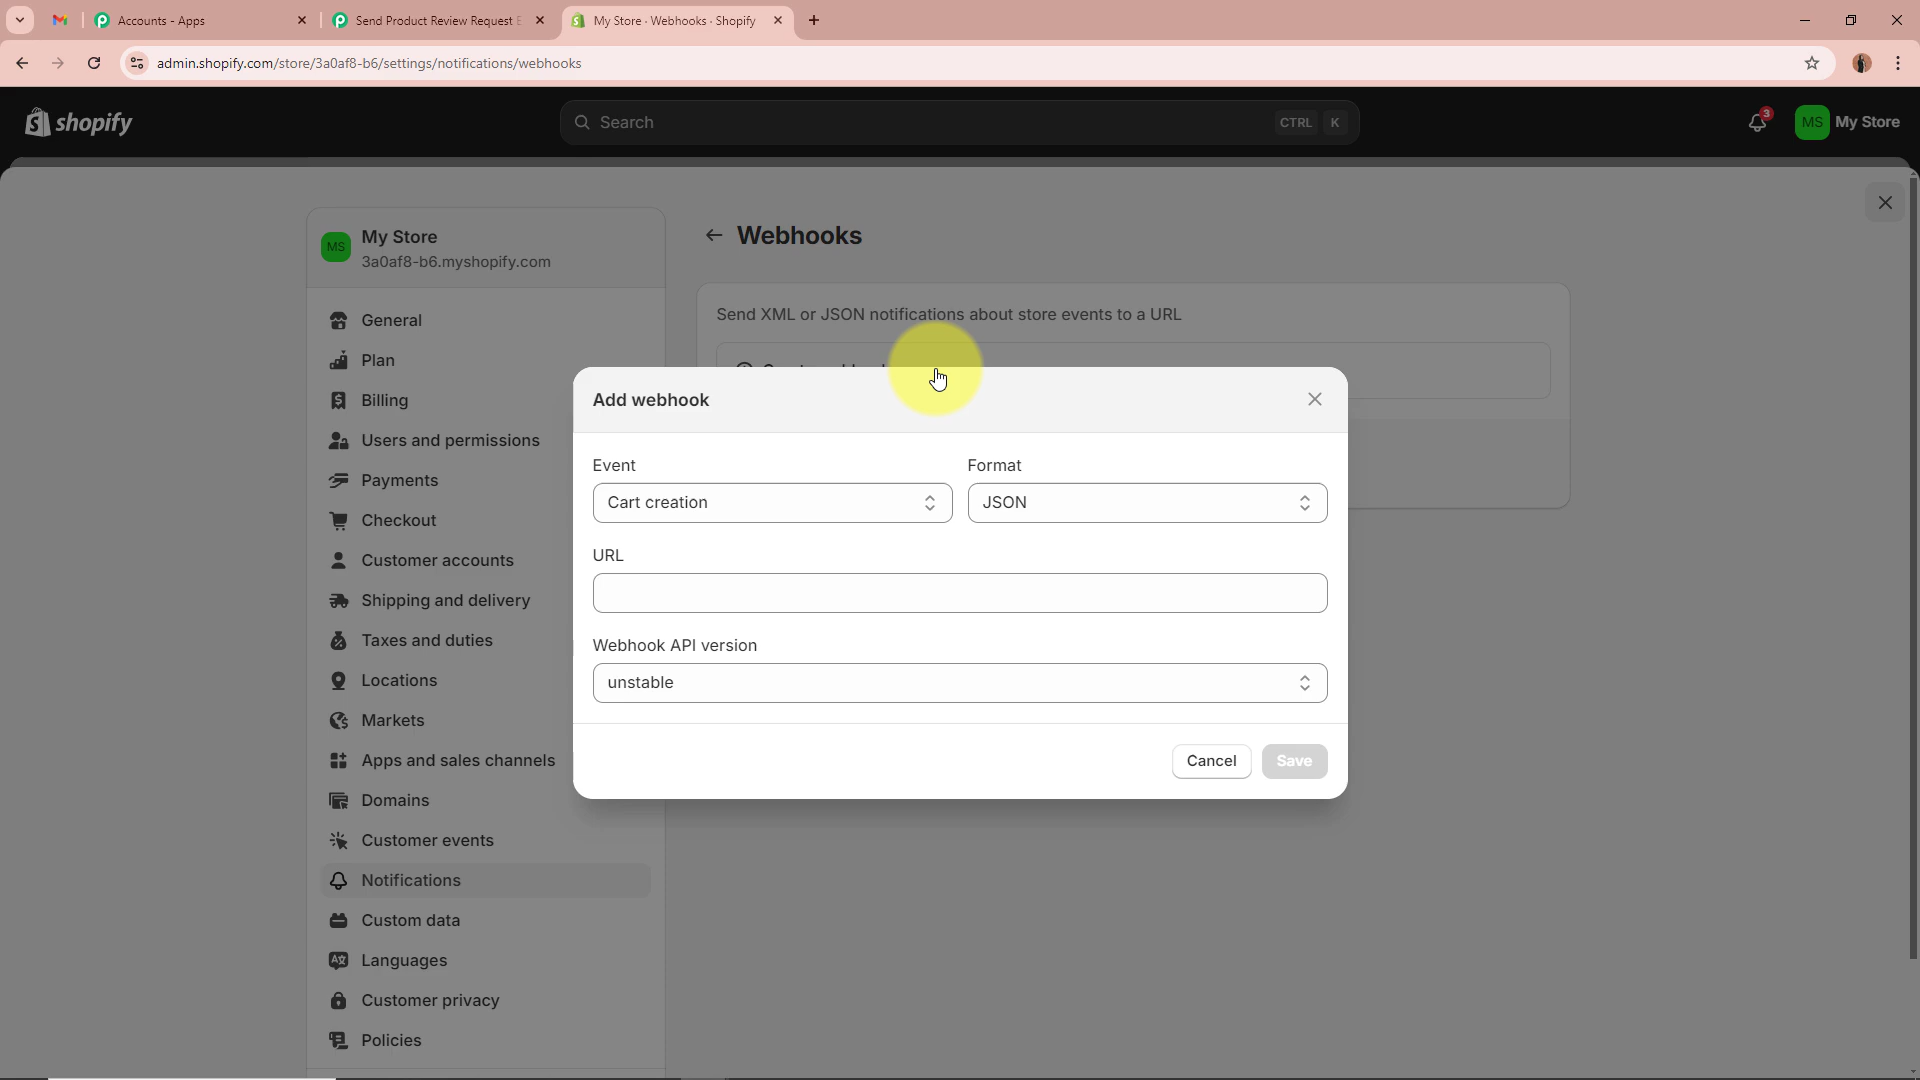 Accounts - Apps
Send Product Review Request E
My Store · Webhooks · Shopify
admin.shopify.com/store/3a0af8-b6/settings/notifications/webhooks
shopify
Search
CTRL K
3
MS My Store
MS
My Store
3a0af8-b6.myshopify.com
General
Plan
Billing
Users and permissions
Payments
Checkout
Customer accounts
Shipping and delivery
Taxes and duties
Locations
Markets
Apps and sales channels
Domains
Customer events
Notifications
Custom data
Languages
Customer privacy
Policies
Webhooks
Send XML or JSON notifications about store events to a URL
Add webhook
Event
Format
Cart creation
JSON
URL
Webhook API version
unstable
Cancel
Save